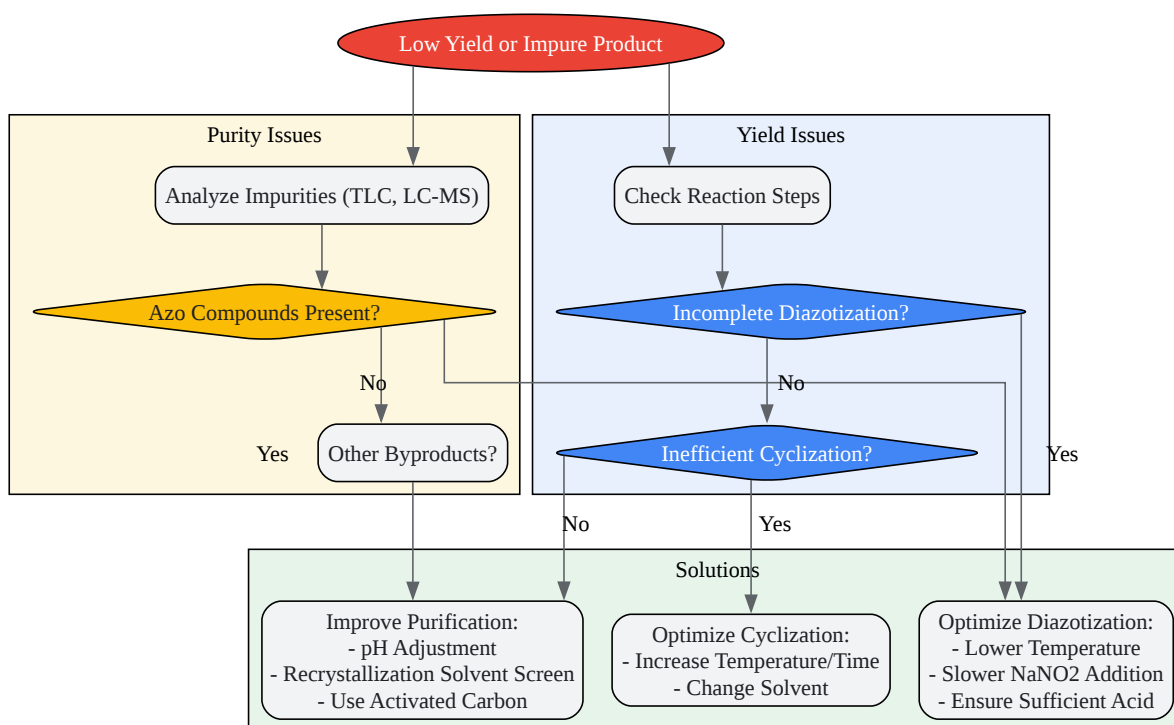 Low Yield or Impure Product
Purity Issues
Yield Issues
Analyze Impurities (TLC, LC-MS)
Check Reaction Steps
Azo Compounds Present?
Incomplete Diazotization?
No
No
Yes
Other Byproducts?
Inefficient Cyclization?
Yes
No
Yes
Solutions
Improve Purification:
- pH Adjustment
- Recrystallization Solvent Screen
- Use Activated Carbon
Optimize Cyclization:
- Increase Temperature/Time
- Change Solvent
Optimize Diazotization:
- Lower Temperature
- Slower NaNO2 Addition
- Ensure Sufficient Acid